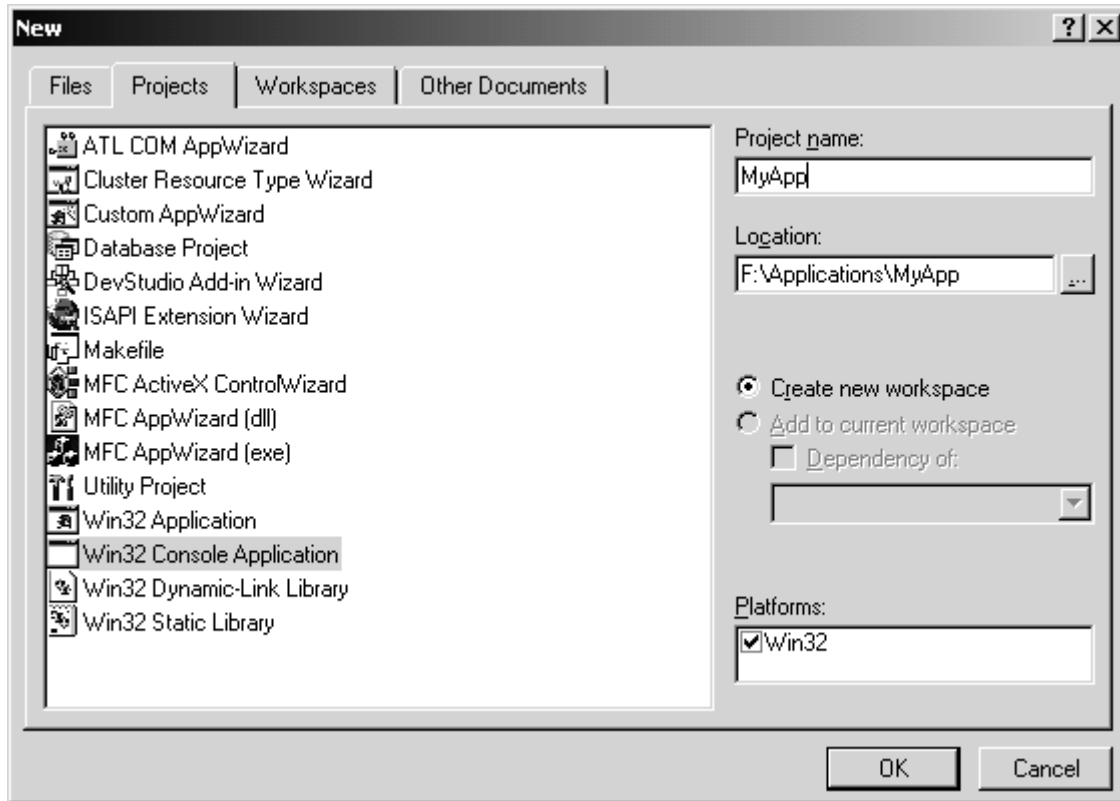 New
Files Projects Workspaces Other Documents
ATL COM AppWizard
Cluster Resource Type Wizard
Custom AppWizard
Database Project
DevStudio Add-in Wizard
ISAPI Extension Wizard
Makefile
MFC ActiveX ControlWizard
MFC AppWizard (dll)
MFC AppWizard (exe)
Utility Project
Win32 Application
Win32 Console Application
Win32 Dynamic-Link Library
Win32 Static Library
Project name:
MyApp
Location:
F:\Applications\MyApp
...
Create new workspace
Add to current workspace
Dependency of:
Platforms:
Win32
OK Cancel